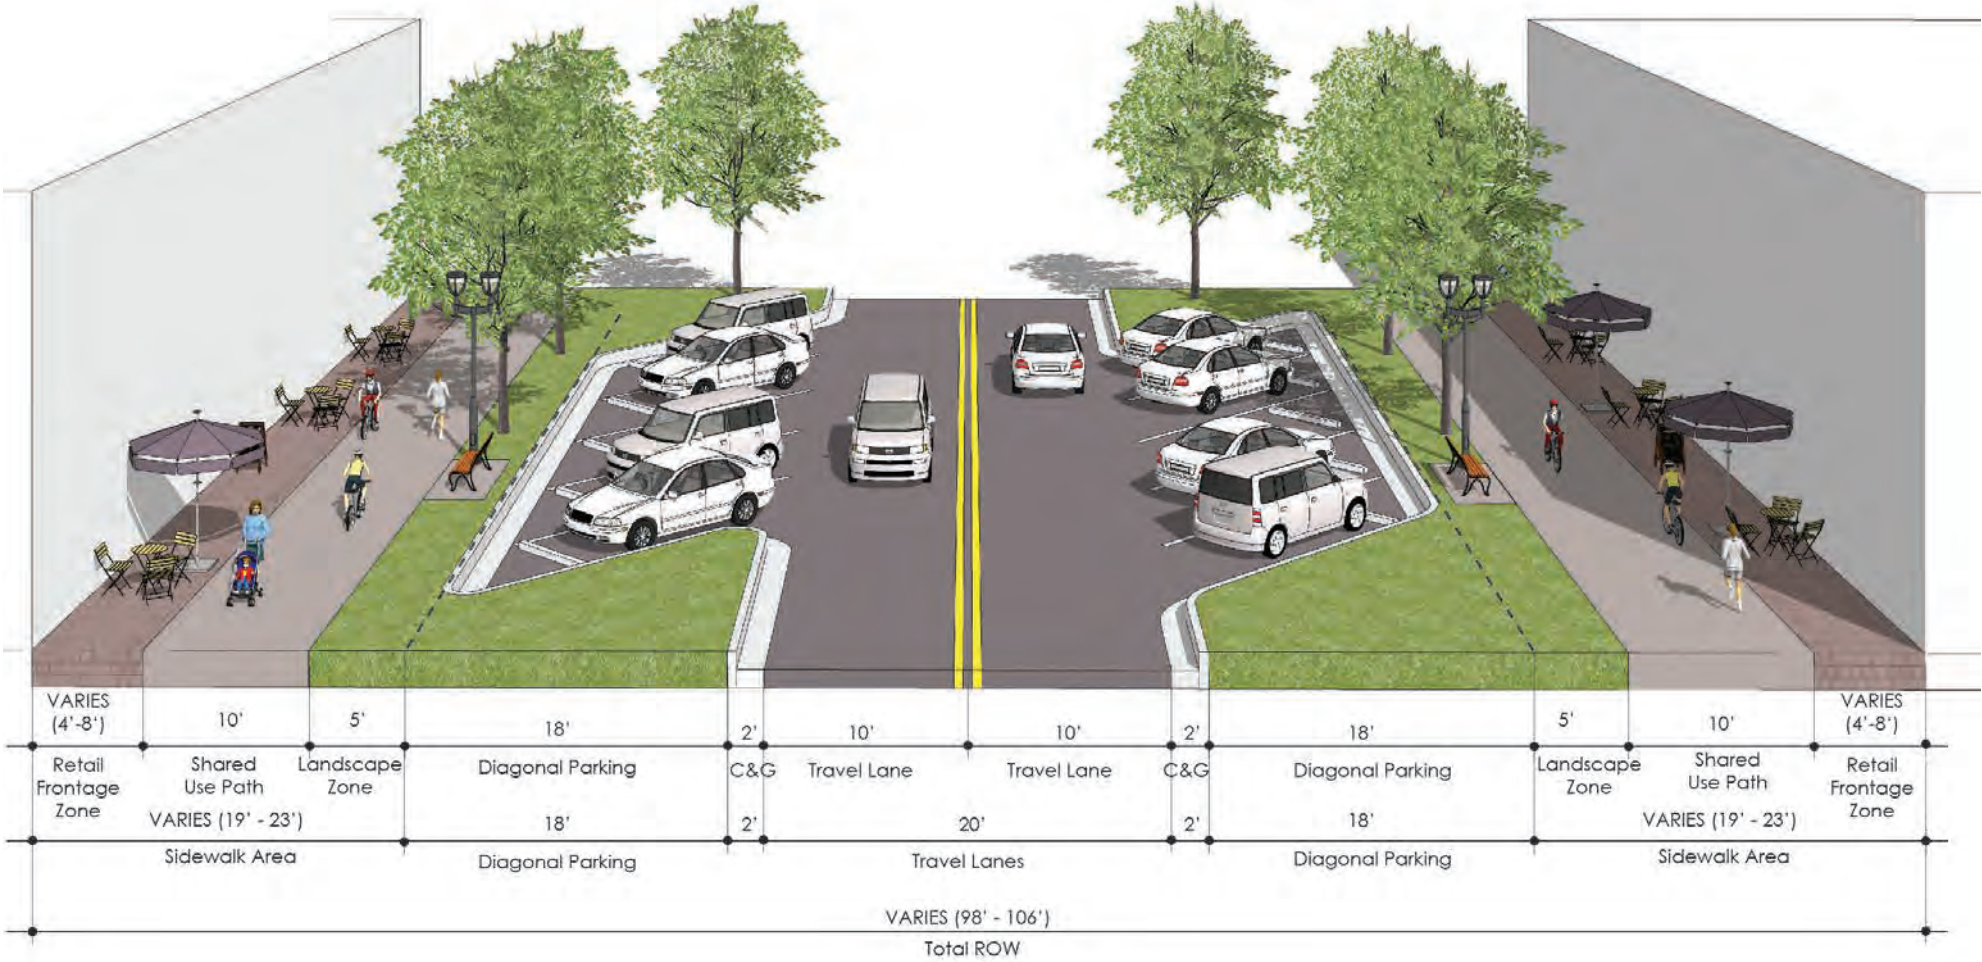 VARIES
(4'-8')
10'
5'
18'
2'
10'
10'
2'
18'
5'
10'
VARIES
(4'-8')
Retail
Frontage
Zone
Shared
Use Path
Landscape
Zone
Diagonal Parking
C&G
Travel Lane
Travel Lane
C&G
Diagonal Parking
Landscape
Zone
Shared
Use Path
Retail
Frontage
Zone
VARIES (19' - 23')
18'
2'
20'
2'
18'
VARIES (19' - 23')
Sidewalk Area
Diagonal Parking
Travel Lanes
Diagonal Parking
Sidewalk Area
VARIES (98' - 106')
Total ROW